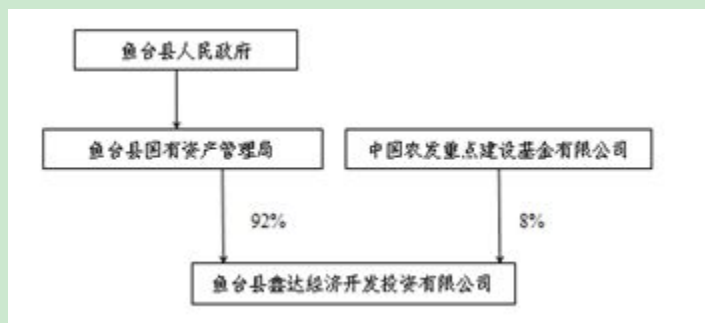 鱼台县人民政府
鱼台县国有资产管理局
中国农发重点建设基金有限公司
92%
8%
鱼台县鑫达经济开发投资有限公司